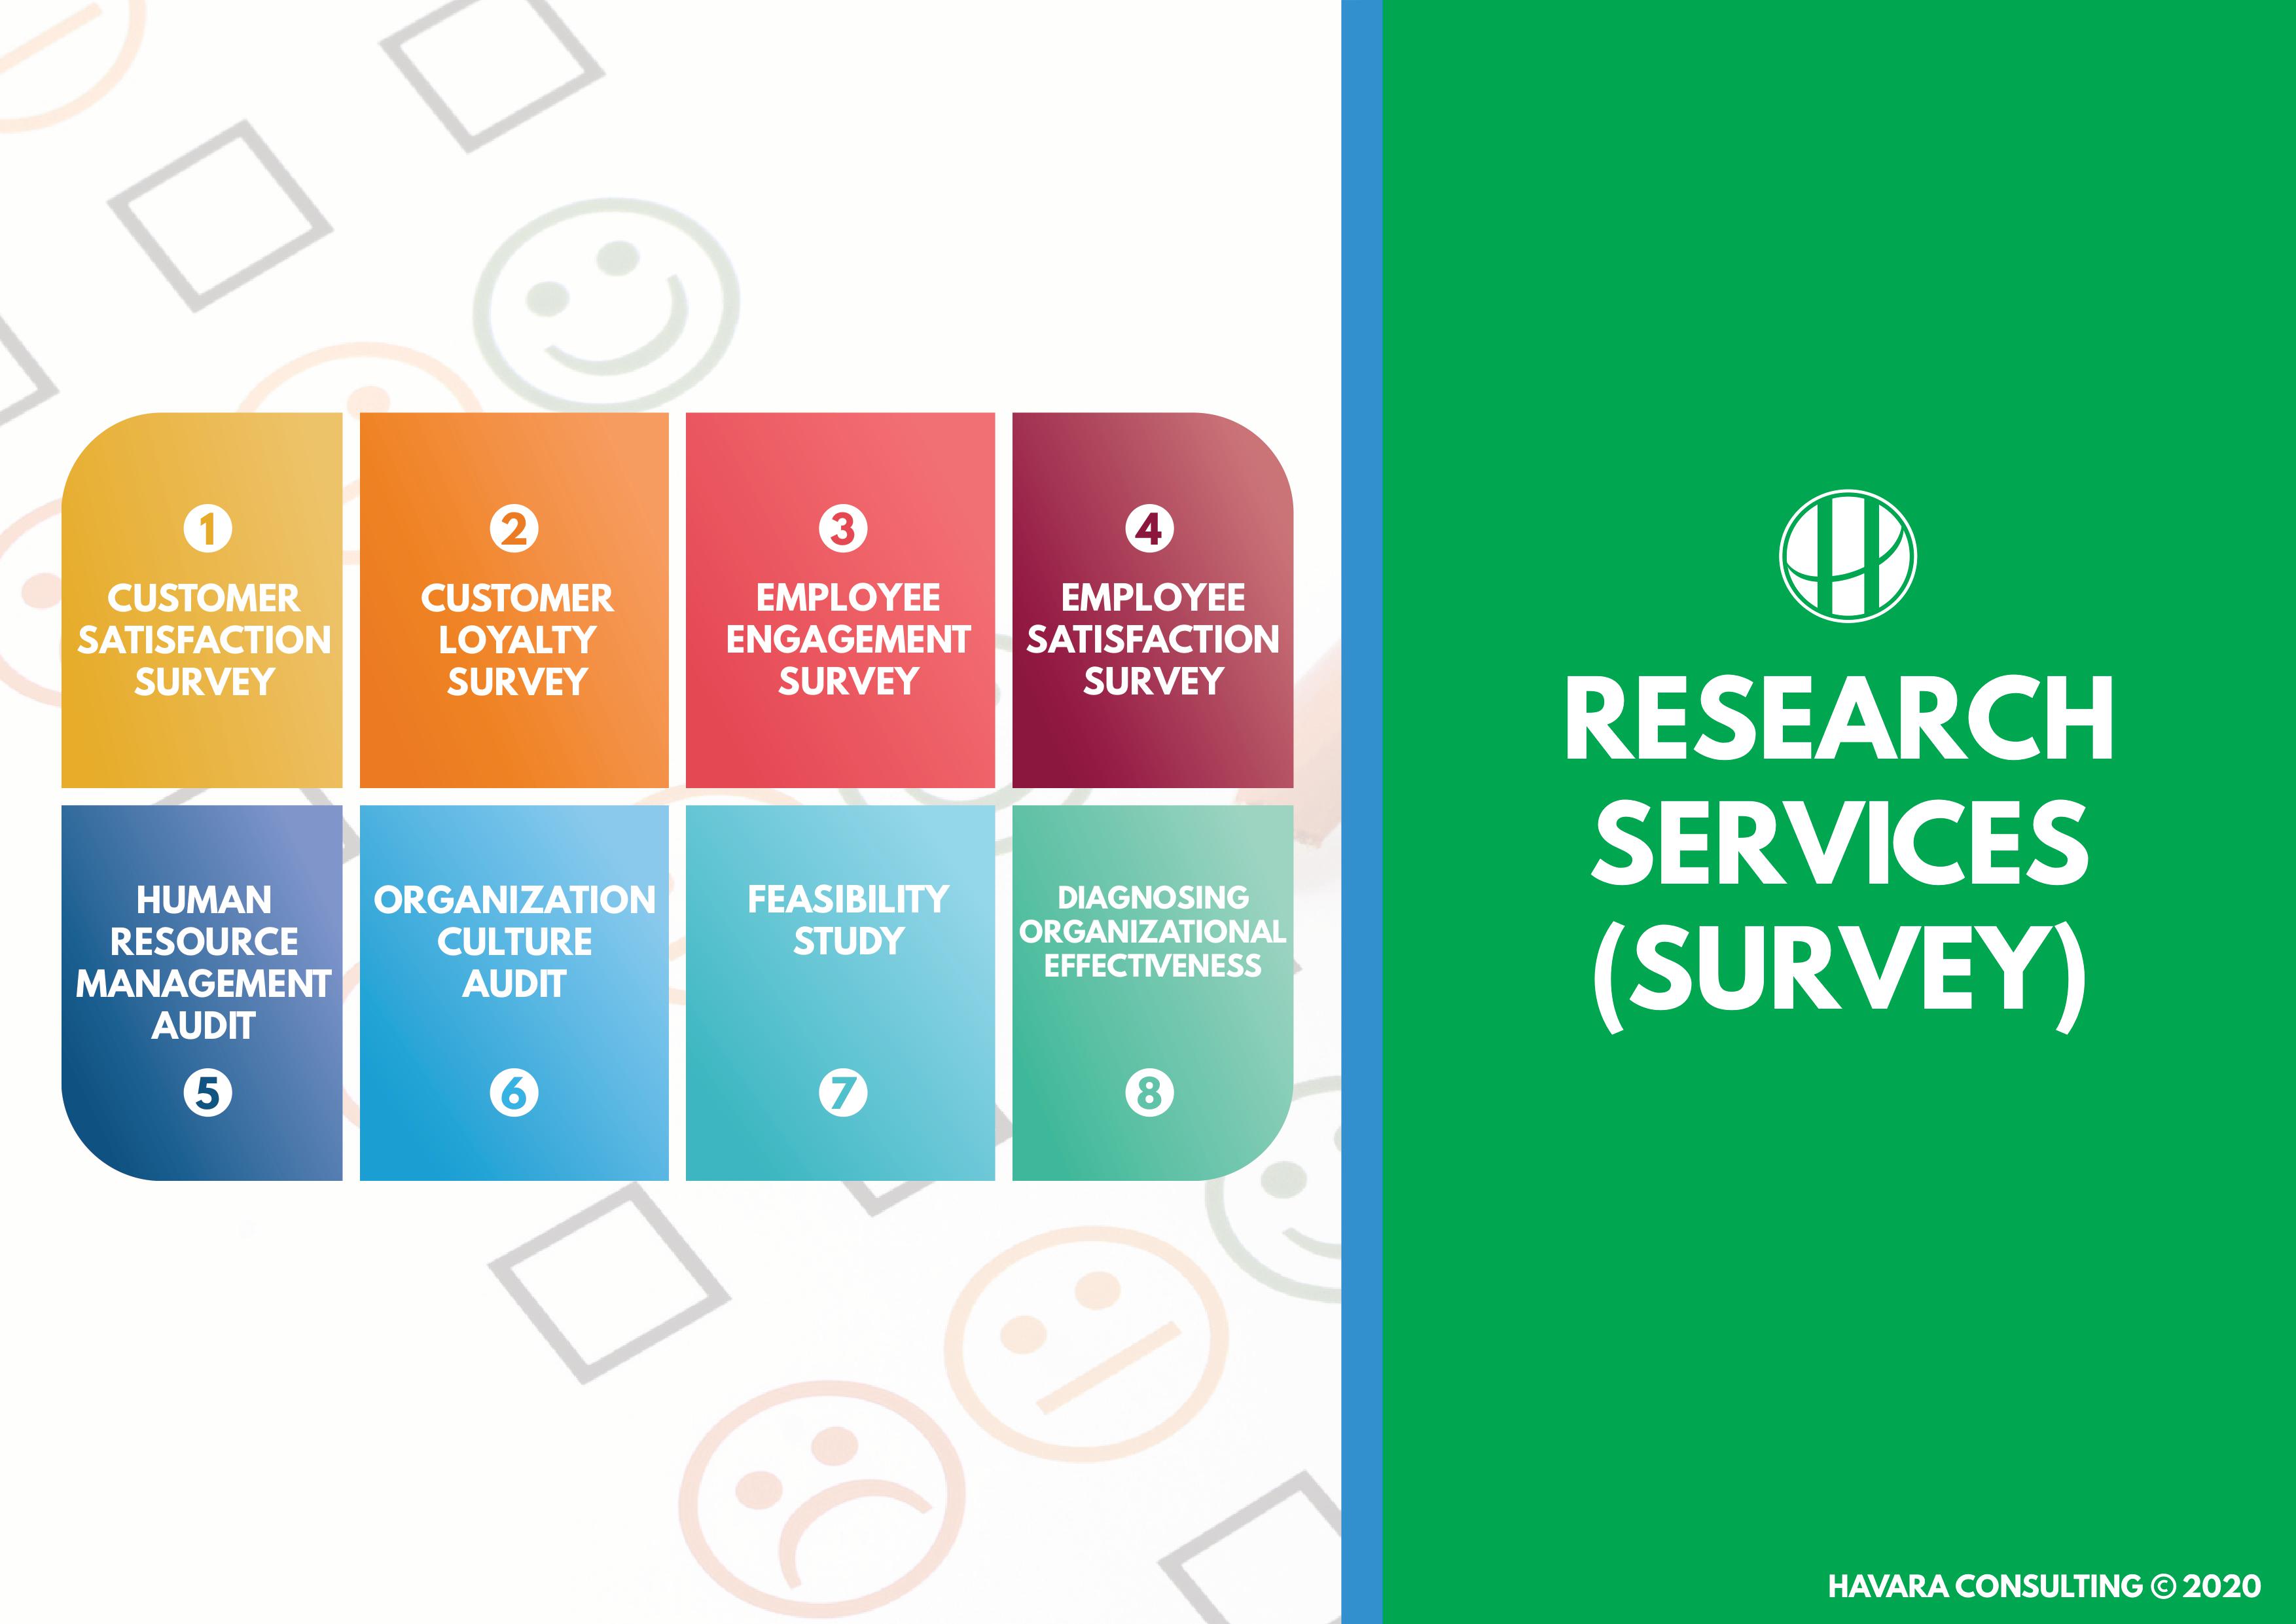 1
CUSTOMER
SATISFACTION
SURVEY
2
CUSTOMER
LOYALTY
SURVEY
3
EMPLOYEE
ENGAGEMENT
SURVEY
4
EMPLOYEE
SATISFACTION
SURVEY
HUMAN
RESOURCE
MANAGEMENT
AUDIT
5
ORGANIZATION
CULTURE
AUDIT
6
FEASIBILITY
STUDY
7
DIAGNOSING
ORGANIZATIONAL
EFFECTIVENESS
8
RESEARCH
SERVICES
(SURVEY)
HAVARA CONSULTING © 2020